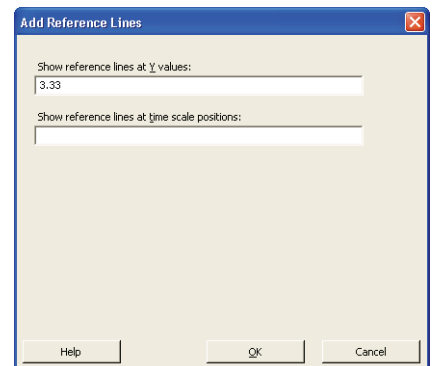 Add Reference Lines
Show reference lines at Y values:
3.33
Show reference lines at time scale positions:
Help
OK
Cancel